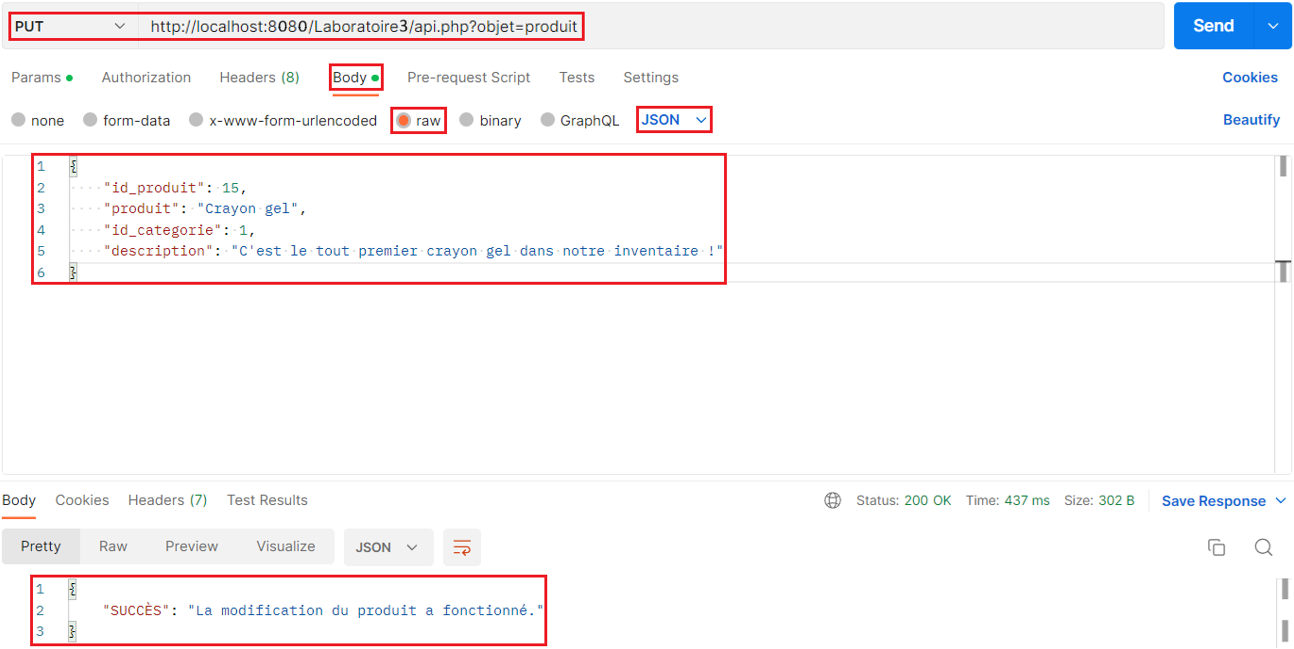 PUT http://localhost:8080/Laboratoire3/api.php?objet=produit Send
Params Authorization Headers (8) Body Pre-request Script Tests Settings Cookies
none form-data x-www-form-urlencoded raw binary GraphQL JSON Beautify
1 {
2 "id_produit": 15,
3 "produit": "Crayon gel",
4 "id_categorie": 1,
5 "description": "C'est le tout premier crayon gel dans notre inventaire !"
6 }
Body Cookies Headers (7) Test Results Status: 200 OK Time: 437 ms Size: 302 B Save Response
Pretty Raw Preview Visualize JSON
1 {
2 "SUCCÈS": "La modification du produit a fonctionné."
3 }